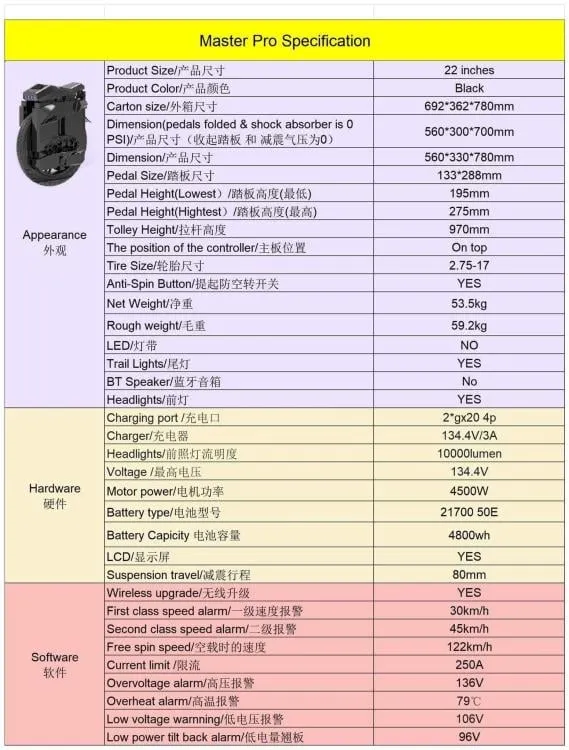 Master Pro Specification
Appearance
外观
Product Size/产品尺寸 22 inches
Product Color/产品颜色 Black
Carton size/外箱尺寸 692*362*780mm
Dimension(pedals folded & shock absorber is 0
PSI)/产品尺寸（收起踏板 和 减震气压为0） 560*300*700mm
Dimension/产品尺寸 560*330*780mm
Pedal Size/踏板尺寸 133*288mm
Pedal Height(Lowest）/踏板高度(最低) 195mm
Pedal Height(Hightest）/踏板高度(最高) 275mm
Tolley Height/拉杆高度 970mm
The position of the controller/主板位置 On top
Tire Size/轮胎尺寸 2.75-17
Anti-Spin Button/提起防空转开关 YES
Net Weight/净重 53.5kg
Rough weight/毛重 59.2kg
LED/灯带 NO
Trail Lights/尾灯 YES
BT Speaker/蓝牙音箱 No
Headlights/前灯 YES
Hardware
硬件
Charging port /充电口 2*gx20 4p
Charger/充电器 134.4V/3A
Headlights/前照灯流明度 10000lumen
Voltage /最高电压 134.4V
Motor power/电机功率 4500W
Battery type/电池型号 21700 50E
Battery Capicity 电池容量 4800wh
LCD/显示屏 YES
Suspension travel/减震行程 80mm
Software
软件
Wireless upgrade/无线升级 YES
First class speed alarm/一级速度报警 30km/h
Second class speed alarm/二级报警 45km/h
Free spin speed/空载时的速度 122km/h
Current limit /限流 250A
Overvoltage alarm/高压报警 136V
Overheat alarm/高温报警 79℃
Low voltage warnning/低电压报警 106V
Low power tilt back alarm/低电量翘板 96V